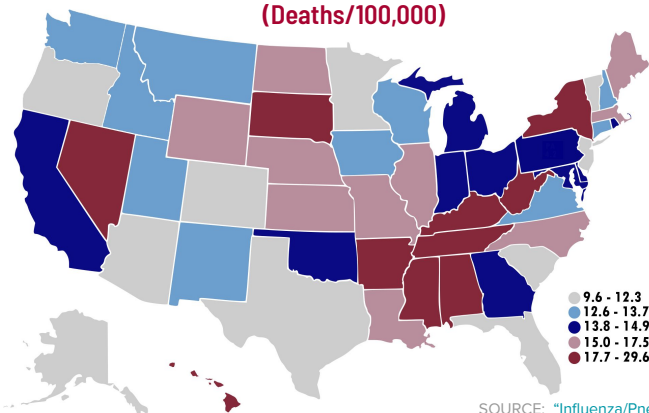 (Deaths/100,000)
9.6 - 12.3
12.6 - 13.7
13.8 - 14.9
15.0 - 17.5
17.7 - 29.6
SOURCE: “Influenza/Pne